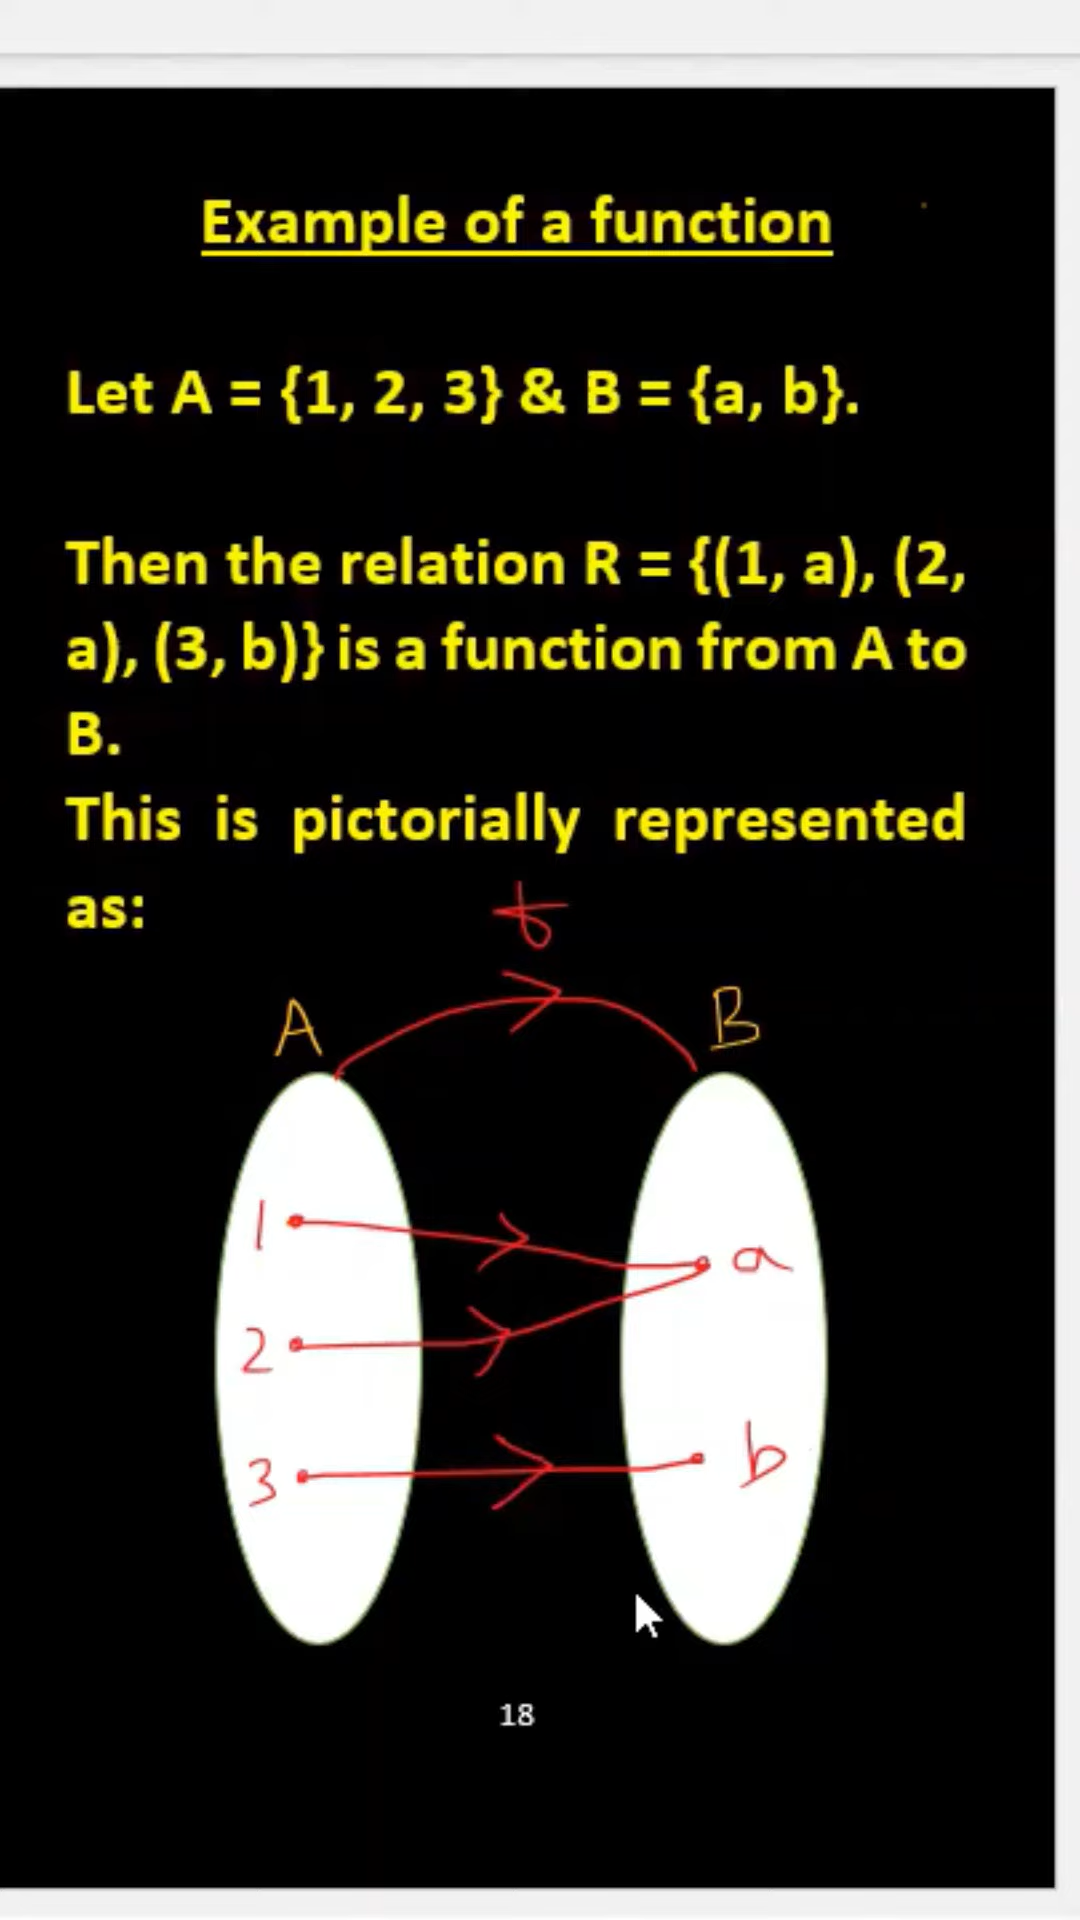 Example of a function
Let A = {1, 2, 3} & B = {a, b}.
Then the relation R = {(1, a), (2,
a), (3, b)} is a function from A to
B.
This is pictorially represented
as:
f
A B
1
a
2
b
3
18